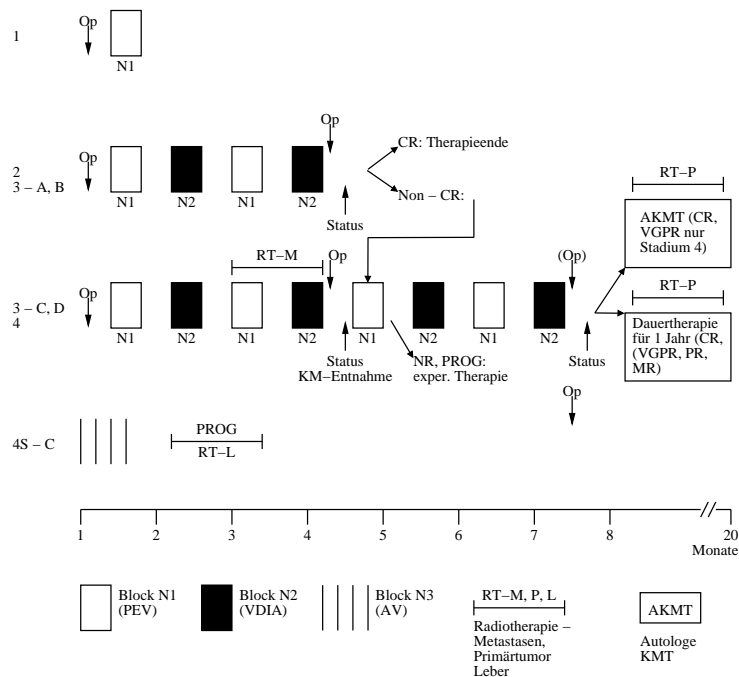 1
Op
N1
2
3 – A, B
Op
N1
N2
N1
N2
Op
Status
CR: Therapieende
Non – CR:
RT–P
AKMT (CR,
VGPR nur
Stadium 4)
3 – C, D
4
Op
N1
N2
RT–M
N1
N2
Op
Status
KM–Entnahme
N1
NR, PROG:
exper. Therapie
N2
N1
N2
(Op)
Status
RT–P
Dauertherapie
für 1 Jahr (CR,
(VGPR, PR,
MR)
Op
4S – C
PROG
RT–L
1 2 3 4 5 6 7 8 20
Monate
Block N1
(PEV)
Block N2
(VDIA)
Block N3
(AV)
RT–M, P, L
Radiotherapie –
Metastasen,
Primärtumor
Leber
AKMT
Autologe
KMT